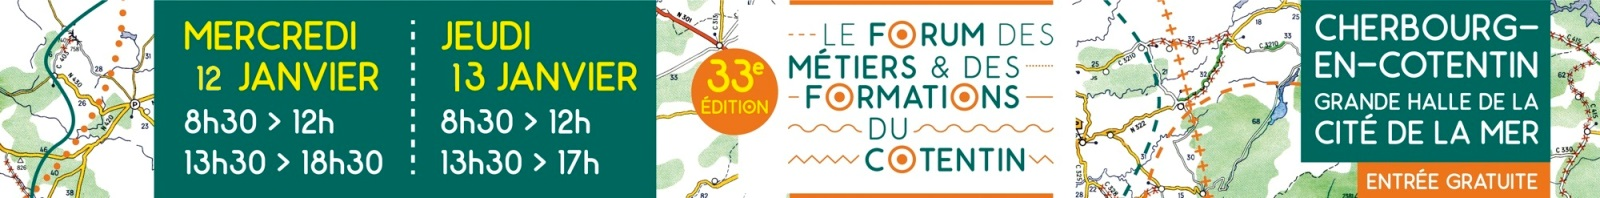 MERCREDI
12 JANVIER
8h30 > 12h
13h30 > 18h30
JEUDI
13 JANVIER
8h30 > 12h
13h30 > 17h
33e
ÉDITION
LE FORUM DES
MÉTIERS & DES
FORMATIONS
DU
COTENTIN
CHERBOURG-
EN-COTENTIN
GRANDE HALLE DE LA
CITÉ DE LA MER
ENTRÉE GRATUITE